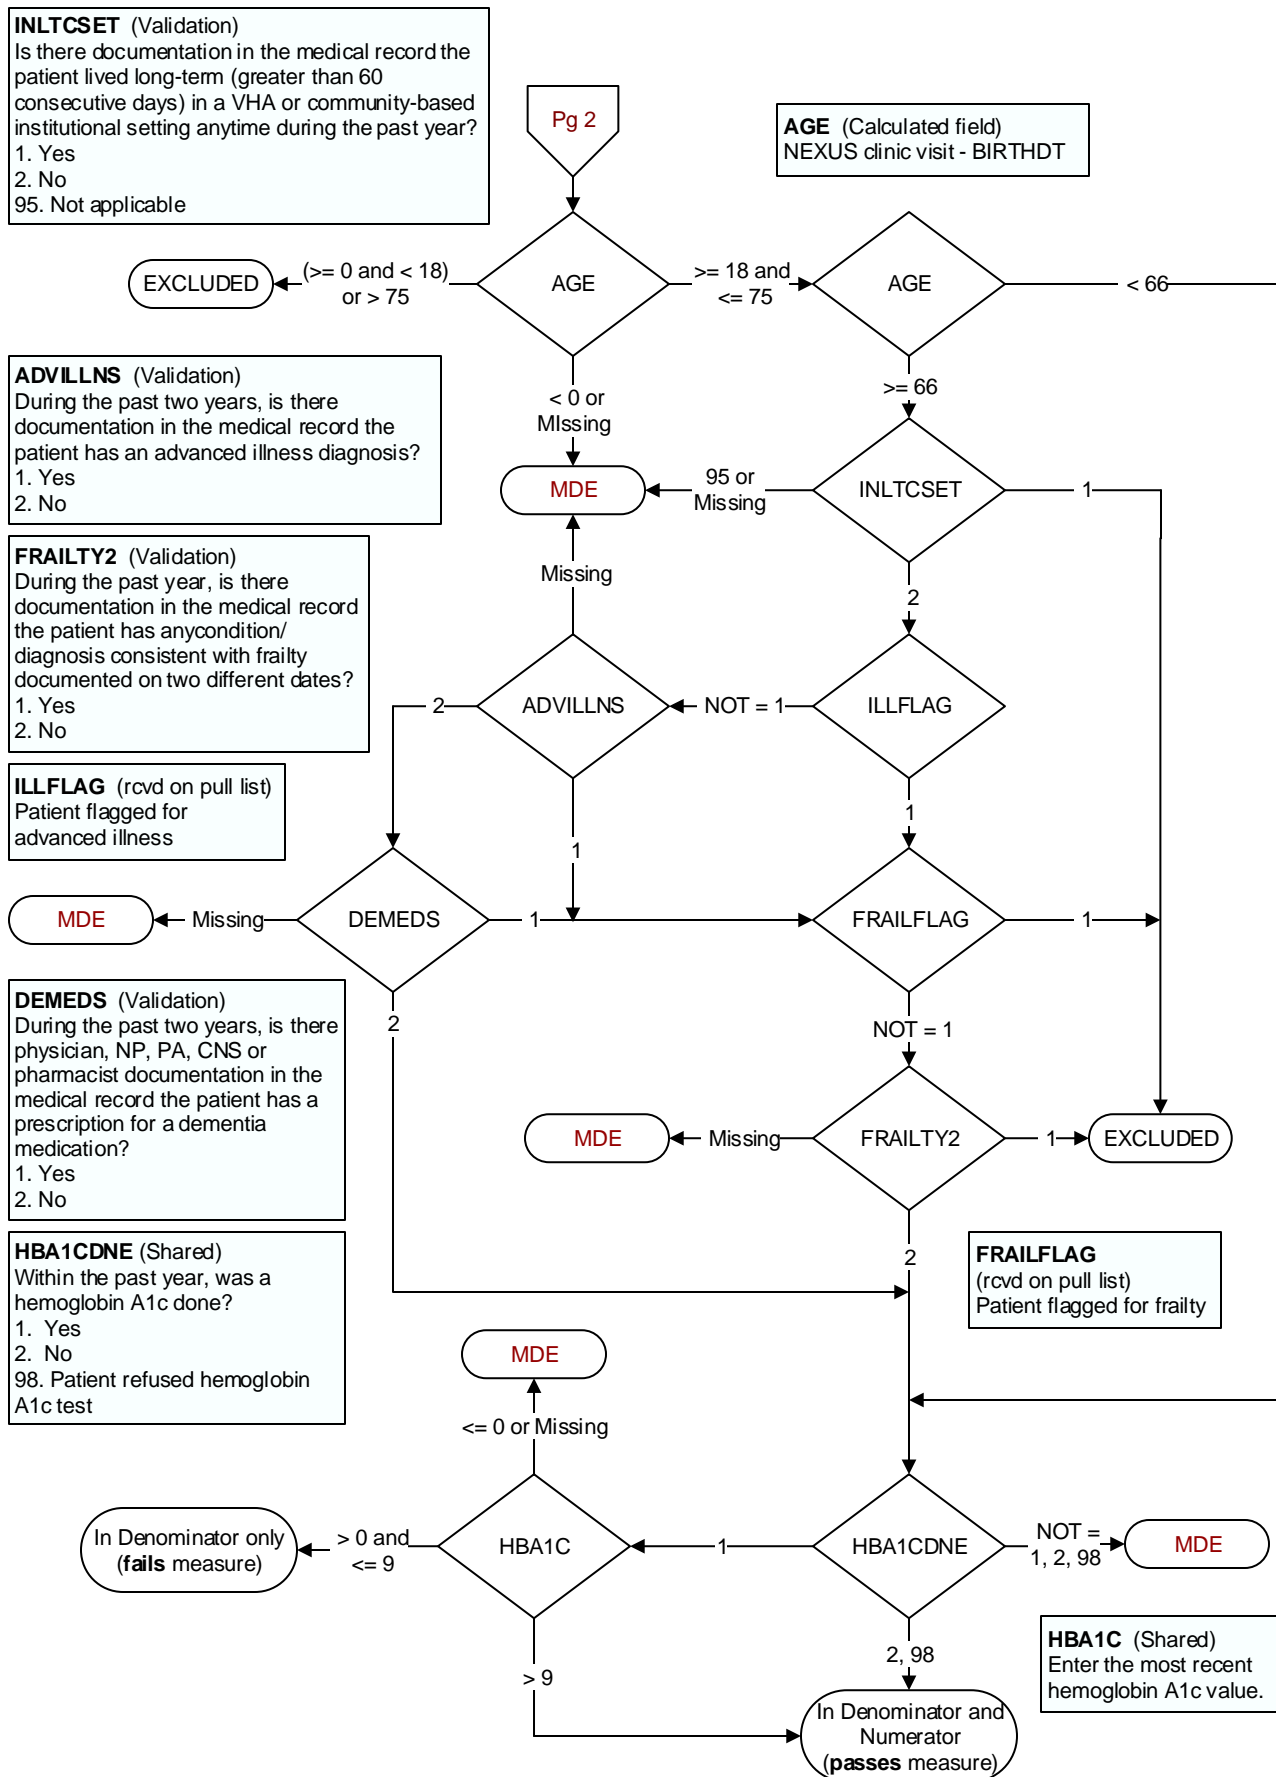 INLTCSET (Validation)
Is there documentation in the medical record the
patient lived long-term (greater than 60
consecutive days) in a VHA or community-based
institutional setting anytime during the past year?
1. Yes
2. No
95. Not applicable
Pg 2
AGE (Calculated field)
NEXUS clinic visit - BIRTHDT
EXCLUDED
(>= 0 and < 18)
or > 75
AGE
>= 18 and
<= 75
AGE
< 66
ADVILLNS (Validation)
During the past two years, is there
documentation in the medical record the
patient has an advanced illness diagnosis?
1. Yes
2. No
< 0 or
MIssing
>= 66
MDE
95 or
Missing
INLTCSET
1
FRAILTY2 (Validation)
During the past year, is there
documentation in the medical record
the patient has anycondition/
diagnosis consistent with frailty
documented on two different dates?
1. Yes
2. No
Missing
2
2
ADVILLNS
NOT = 1
ILLFLAG
ILLFLAG (rcvd on pull list)
Patient flagged for
advanced illness
1
1
MDE
Missing
DEMEDS
1
FRAILFLAG
1
DEMEDS (Validation)
During the past two years, is there
physician, NP, PA, CNS or
pharmacist documentation in the
medical record the patient has a
prescription for a dementia
medication?
1. Yes
2. No
2
NOT = 1
MDE
Missing
FRAILTY2
1
EXCLUDED
HBA1CDNE (Shared)
Within the past year, was a
hemoglobin A1c done?
1. Yes
2. No
98. Patient refused hemoglobin
A1c test
2
FRAILFLAG
(rcvd on pull list)
Patient flagged for frailty
MDE
<= 0 or Missing
In Denominator only
(fails measure)
> 0 and
<= 9
HBA1C
1
HBA1CDNE
NOT =
1, 2, 98
MDE
> 9
2, 98
HBA1C (Shared)
Enter the most recent
hemoglobin A1c value.
In Denominator and
Numerator
(passes measure)